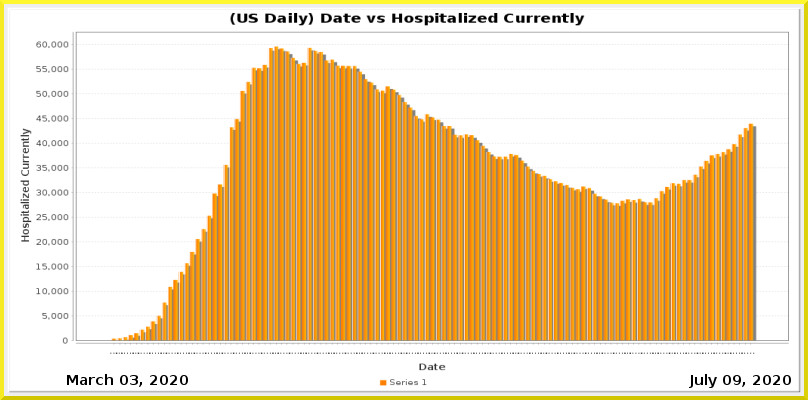 (US Daily) Date vs Hospitalized Currently
Hospitalized Currently
60,000
55,000
50,000
45,000
40,000
35,000
30,000
25,000
20,000
15,000
10,000
5,000
0
Date
March 03, 2020
Series 1
July 09, 2020